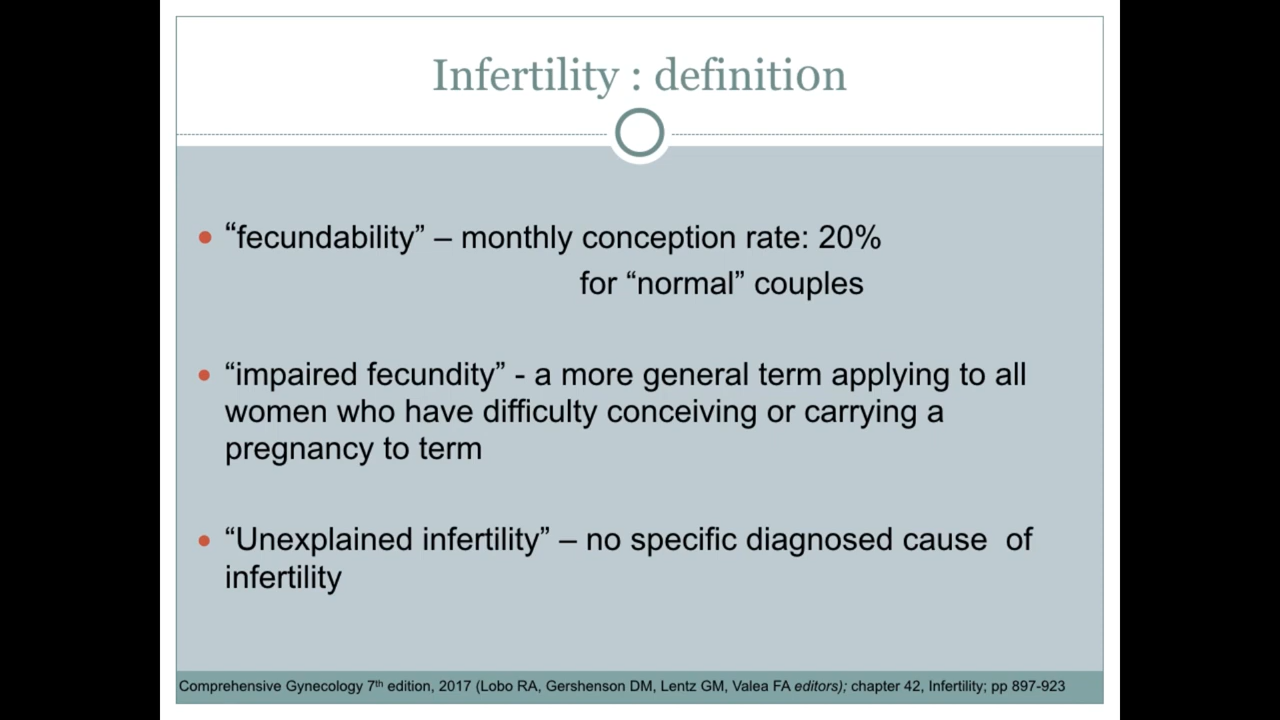 Infertility : definition
“fecundability” – monthly conception rate: 20%
for “normal” couples
“impaired fecundity” - a more general term applying to all
women who have difficulty conceiving or carrying a
pregnancy to term
“Unexplained infertility” – no specific diagnosed cause  of
infertility
Comprehensive Gynecology 7th edition, 2017 (Lobo RA, Gershenson DM, Lentz GM, Valea FA editors); chapter 42, Infertility; pp 897-923